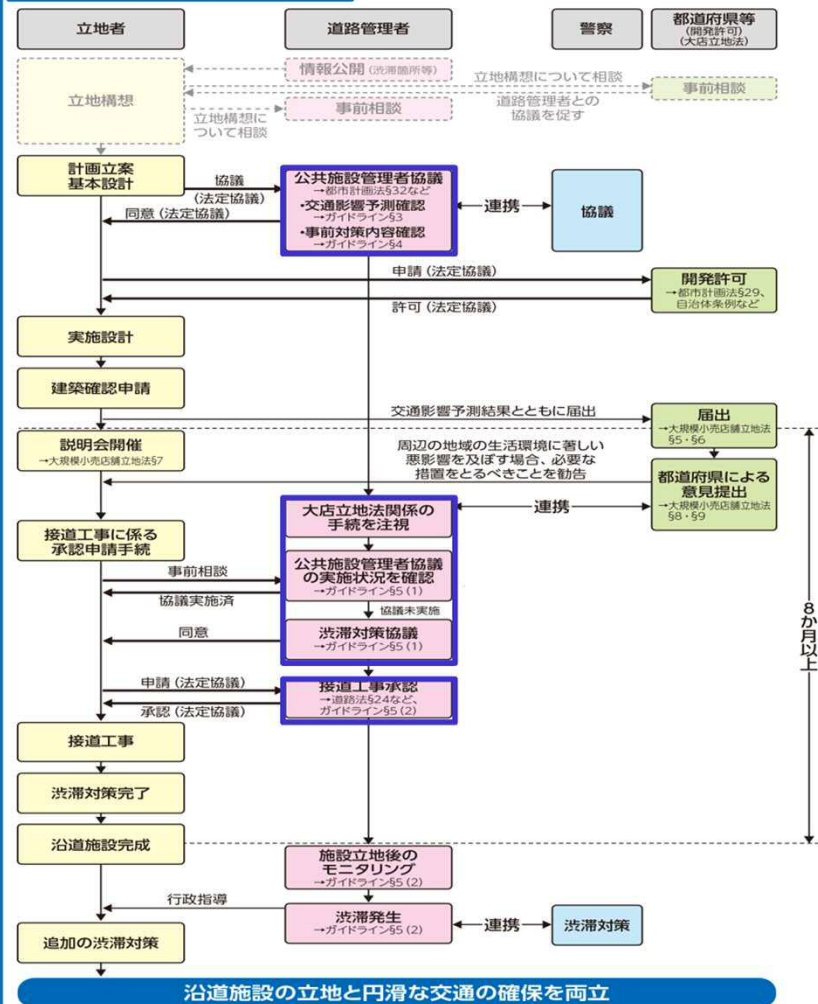 立地者
道路管理者
警察
都道府県等
(開発許可)
(大店立地法)
立地構想
情報公開(渋滞箇所等)
立地構想について相談
事前相談
立地構想に
ついて相談
事前相談
道路管理者との
協議を促す
計画立案
基本設計
協議
(法定協議)
同意(法定協議)
公共施設管理者協議
→都市計画法§32など
・交通影響予測確認
→ガイドライン§3
・事前対策内容確認
→ガイドライン§4
連携
協議
申請(法定協議)
許可(法定協議)
開発許可
→都市計画法§29、
自治体条例など
実施設計
建築確認申請
交通影響予測結果とともに届出
届出
→大規模小売店舗立地法
§5・§6
説明会開催
→大規模小売店舗立地法§7
周辺の地域の生活環境に著しい
悪影響を及ぼす場合、必要な
措置をとるべきことを勧告
都道府県による
意見提出
→大規模小売店舗立地法
§8・§9
大店立地法関係の
手続を注視
連携
接道工事に係る
承認申請手続
事前相談
協議実施済
公共施設管理者協議
の実施状況を確認
→ガイドライン§5(1)
協議未実施
同意
渋滞対策協議
→ガイドライン§5(1)
8か月以上
申請(法定協議)
承認(法定協議)
接道工事承認
→道路法§24など、
ガイドライン§5(2)
接道工事
渋滞対策完了
沿道施設完成
施設立地後の
モニタリング
→ガイドライン§5(2)
行政指導
渋滞発生
→ガイドライン§5(2)
連携
渋滞対策
追加の渋滞対策
沿道施設の立地と円滑な交通の確保を両立